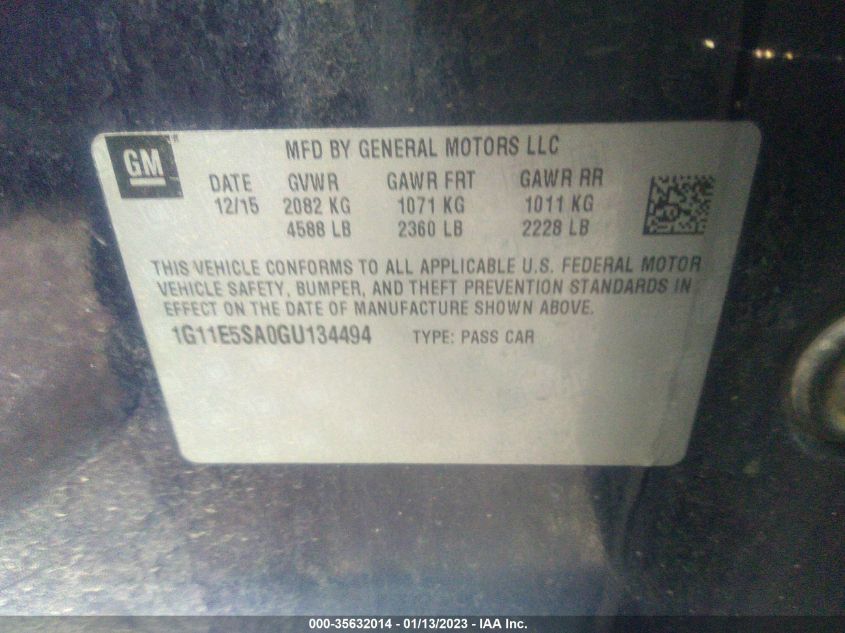 GM
MFD BY GENERAL MOTORS LLC
DATE GVWR GAWR FRT GAWR RR
12/15 2082 KG 1071 KG 1011 KG
4588 LB 2360 LB 2228 LB
THIS VEHICLE CONFORMS TO ALL APPLICABLE U.S. FEDERAL MOTOR
VEHICLE SAFETY, BUMPER, AND THEFT PREVENTION STANDARDS IN
EFFECT ON THE DATE OF MANUFACTURE SHOWN ABOVE.
1G11E5SA0GU134494 TYPE: PASS CAR
000-35632014 - 01/13/2023 - IAA Inc.